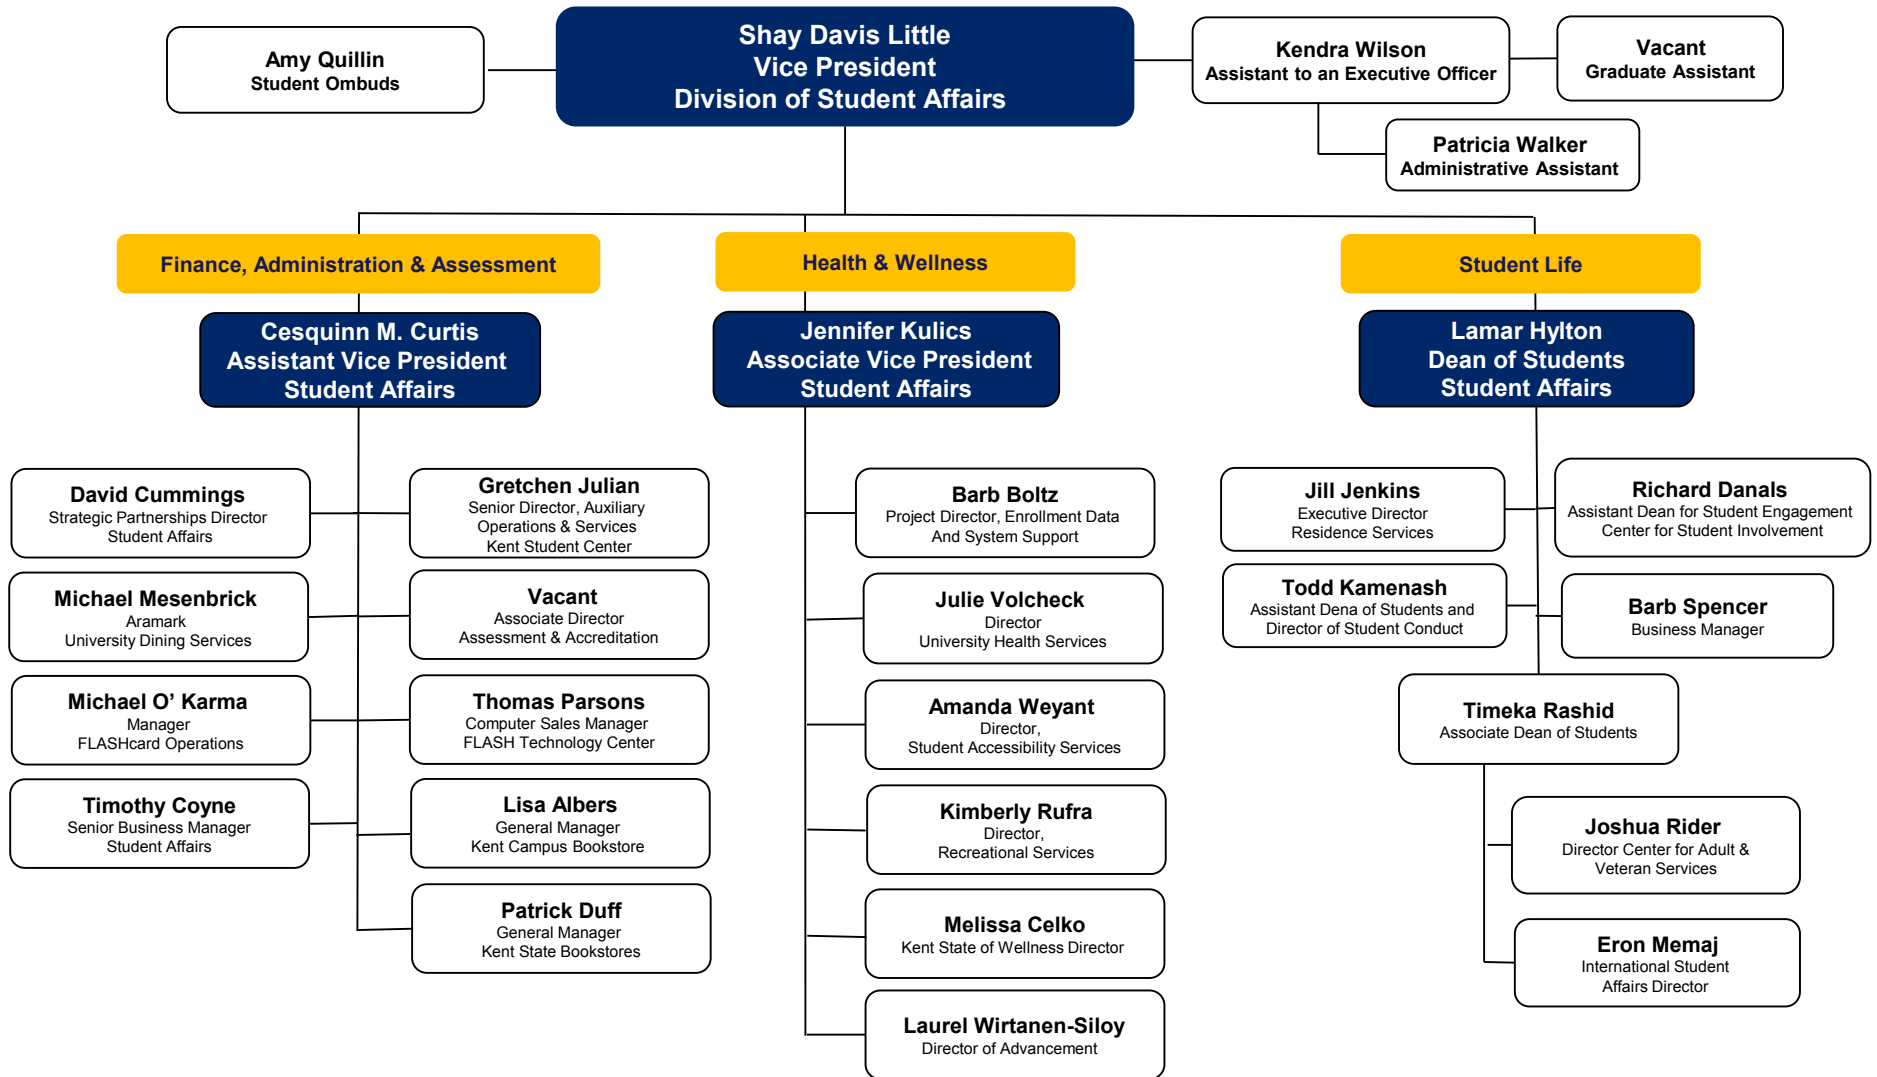 Amy Quillin
Student Ombuds
Shay Davis Little
Vice President
Division of Student Affairs
Kendra Wilson
Assistant to an Executive Officer
Vacant
Graduate Assistant
Patricia Walker
Administrative Assistant
Finance, Administration & Assessment
Health & Wellness
Student Life
Cesquinn M. Curtis
Assistant Vice President
Student Affairs
Jennifer Kulics
Associate Vice President
Student Affairs
Lamar Hylton
Dean of Students
Student Affairs
David Cummings
Strategic Partnerships Director
Student Affairs
Gretchen Julian
Senior Director, Auxiliary
Operations & Services
Kent Student Center
Michael Mesenbrick
Aramark
University Dining Services
Vacant
Associate Director
Assessment & Accreditation
Michael O’ Karma
Manager
FLASHcard Operations
Thomas Parsons
Computer Sales Manager
FLASH Technology Center
Timothy Coyne
Senior Business Manager
Student Affairs
Lisa Albers
General Manager
Kent Campus Bookstore
Patrick Duff
General Manager
Kent State Bookstores
Barb Boltz
Project Director, Enrollment Data
And System Support
Julie Volcheck
Director
University Health Services
Amanda Weyant
Director,
Student Accessibility Services
Kimberly Rufra
Director,
Recreational Services
Melissa Celko
Kent State of Wellness Director
Laurel Wirtanen-Siloy
Director of Advancement
Jill Jenkins
Executive Director
Residence Services
Richard Danals
Assistant Dean for Student Engagement
Center for Student Involvement
Todd Kamenash
Assistant Dena of Students and
Director of Student Conduct
Barb Spencer
Business Manager
Timeka Rashid
Associate Dean of Students
Joshua Rider
Director Center for Adult &
Veteran Services
Eron Memaj
International Student
Affairs Director